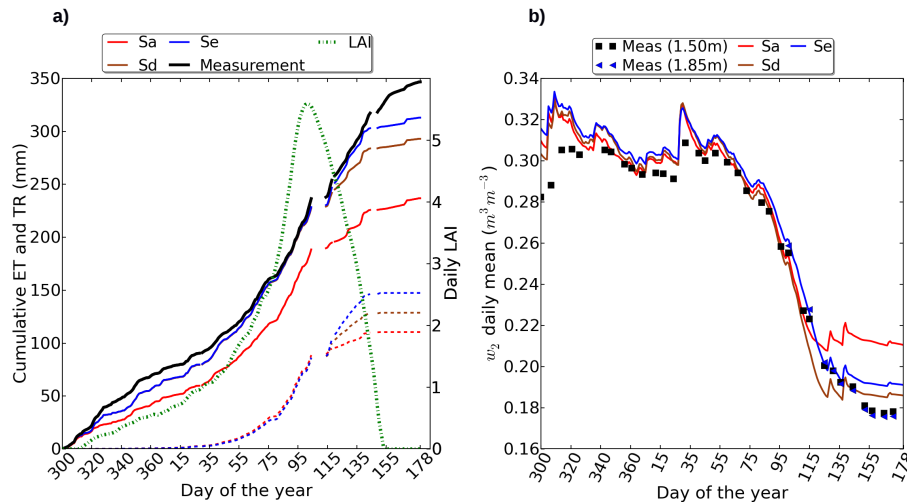 a)
Sa
Se
LAI
Sd
Measurement
350
300
250
200
150
100
50
0
Cumulative ET and TR (mm)
5
4
3
2
1
0
Daily LAI
300 320 340 360 15 35 55 75 95 115 135 155 178
Day of the year
b)
Meas (1.50m)
Sa
Se
Meas (1.85m)
Sd
0.34
0.32
0.30
0.28
0.26
0.24
0.22
0.20
0.18
0.16
w₂ daily mean (m³m⁻³)
300 320 340 360 15 35 55 75 95 115 135 155 178
Day of the year